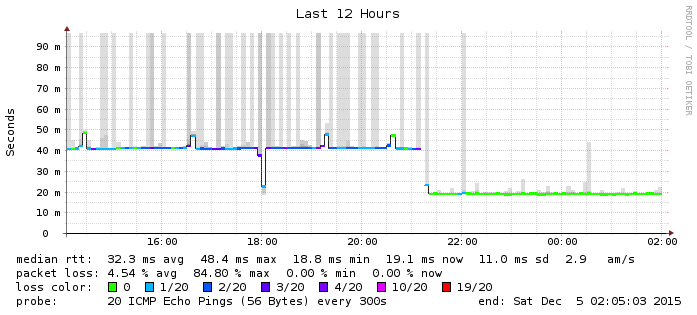 Last 12 Hours
RRDTOOL / TOBI OETIKER
Seconds
90 m
80 m
70 m
60 m
50 m
40 m
30 m
20 m
10 m
0
16:00 18:00 20:00 22:00 00:00 02:00
median rtt: 32.3 ms avg 48.4 ms max 18.8 ms min 19.1 ms now 11.0 ms sd 2.9 am/s
packet loss: 4.54 % avg 84.80 % max 0.00 % min 0.00 % now
loss color: 0 1/20 2/20 3/20 4/20 10/20 19/20
probe: 20 ICMP Echo Pings (56 Bytes) every 300s end: Sat Dec 5 02:05:03 2015